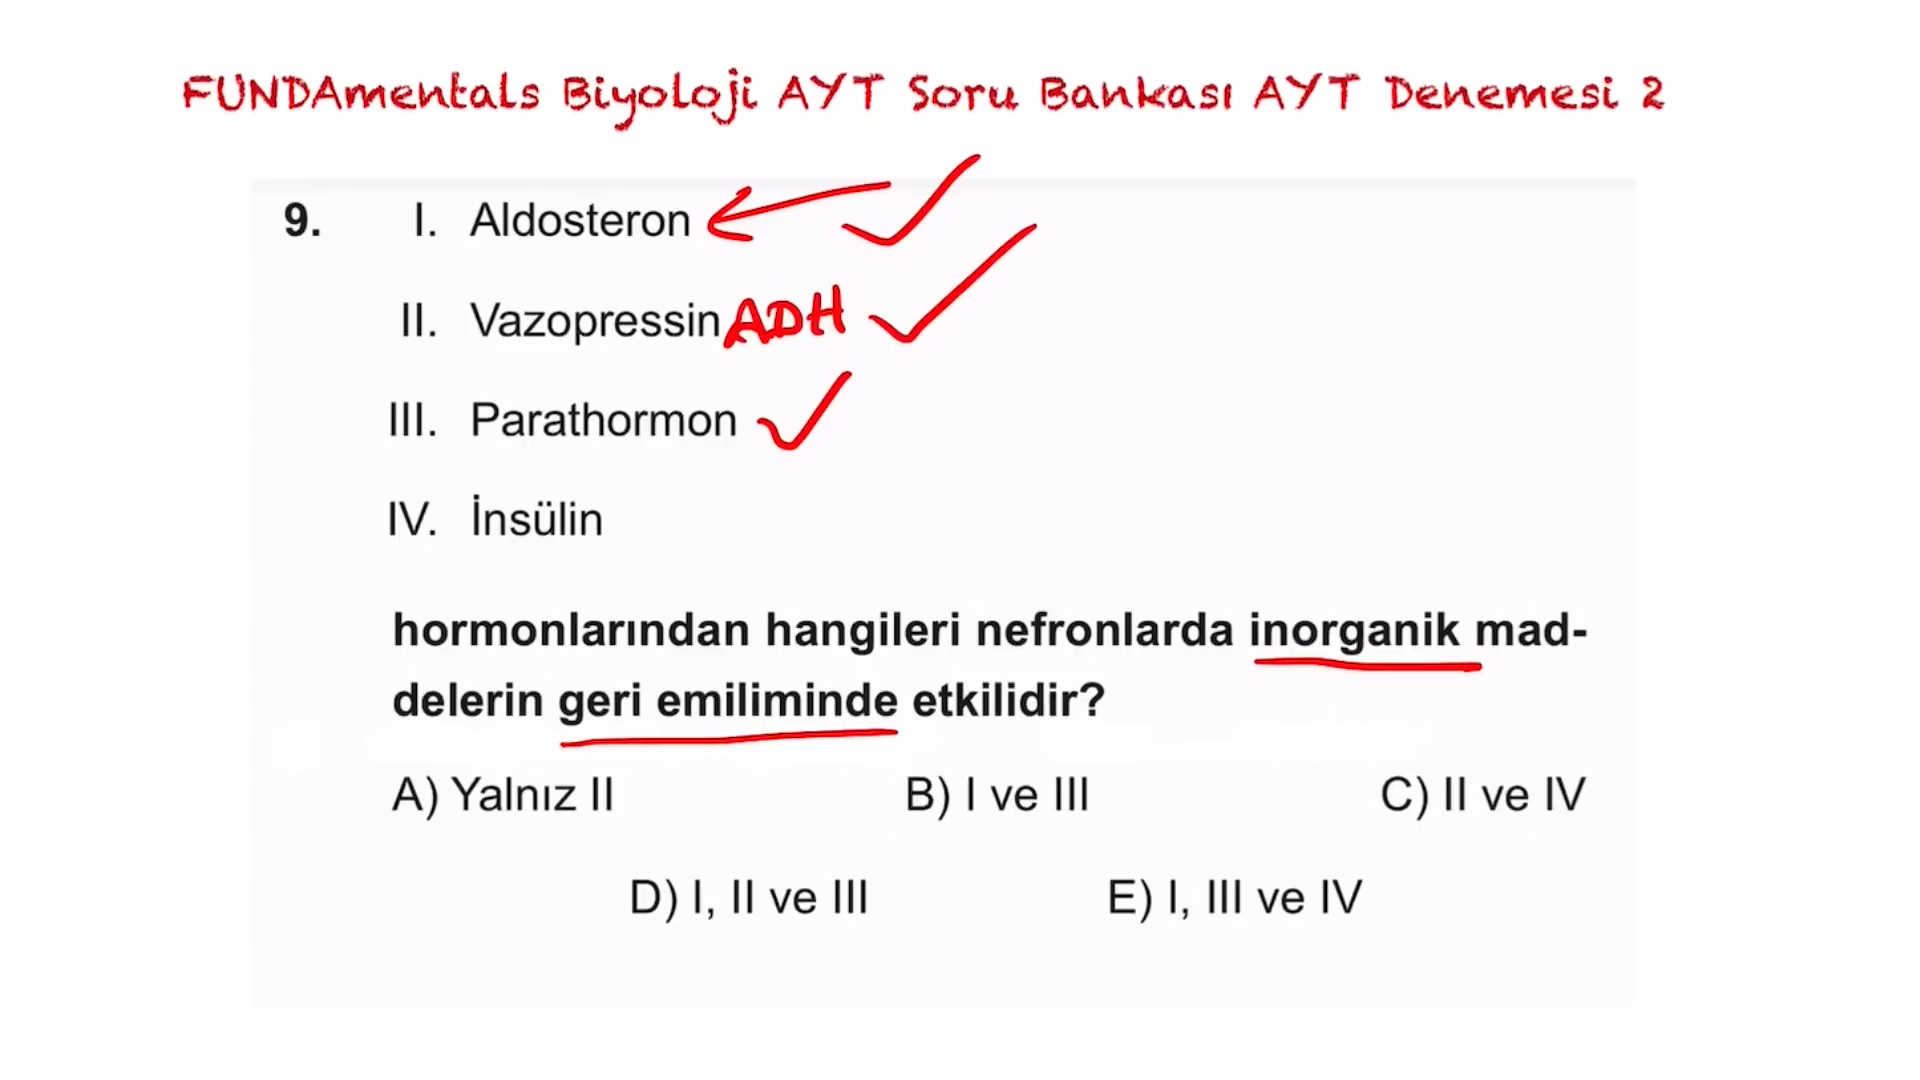 FUNDAmentals Biyoloji AYT Soru Bankası AYT Denemesi 2
9. I. Aldosteron
II. Vazopressin ADH
III. Parathormon
IV. İnsülin
hormonlarından hangileri nefronlarda inorganik mad-
delerin geri emiliminde etkilidir?
A) Yalnız II B) I ve III C) II ve IV
D) I, II ve III E) I, III ve IV